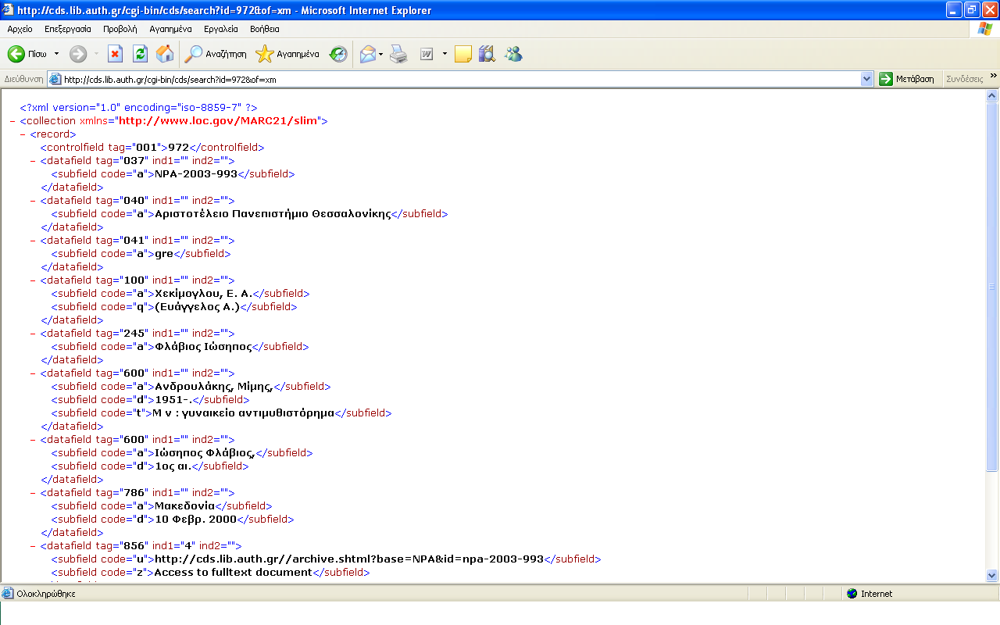 http://cds.lib.auth.gr/cgi-bin/cds/search?id=972&of=xm - Microsoft Internet Explorer
Αρχείο Επεξεργασία Προβολή Αγαπημένα Εργαλεία Βοήθεια
Πίσω Αναζήτηση Αγαπημένα
Διεύθυνση http://cds.lib.auth.gr/cgi-bin/cds/search?id=972&of=xm Μετάβαση Συνδέσεις »
<?xml version="1.0" encoding="iso-8859-7" ?>
- <collection xmlns="http://www.loc.gov/MARC21/slim">
- <record>
<controlfield tag="001">972</controlfield>
- <datafield tag="037" ind1="" ind2="">
<subfield code="a">NPA-2003-993</subfield>
</datafield>
- <datafield tag="040" ind1="" ind2="">
<subfield code="a">Αριστοτέλειο Πανεπιστήμιο Θεσσαλονίκης</subfield>
</datafield>
- <datafield tag="041" ind1="" ind2="">
<subfield code="a">gre</subfield>
</datafield>
- <datafield tag="100" ind1="" ind2="">
<subfield code="a">Χεκίμογλου, Ε. Α.</subfield>
<subfield code="q">(Ευάγγελος Α.)</subfield>
</datafield>
- <datafield tag="245" ind1="" ind2="">
<subfield code="a">Φλάβιος Ιώσηπος</subfield>
</datafield>
- <datafield tag="600" ind1="" ind2="">
<subfield code="a">Ανδρουλάκης, Μίμης,</subfield>
<subfield code="d">1951-.</subfield>
<subfield code="t">Μ ν : γυναικείο αντιμυθιστόρημα</subfield>
</datafield>
- <datafield tag="600" ind1="" ind2="">
<subfield code="a">Ιώσηπος Φλάβιος,</subfield>
<subfield code="d">1ος αι.</subfield>
</datafield>
- <datafield tag="786" ind1="" ind2="">
<subfield code="a">Μακεδονία</subfield>
<subfield code="d">10 Φεβρ. 2000</subfield>
</datafield>
- <datafield tag="856" ind1="4" ind2="">
<subfield code="u">http://cds.lib.auth.gr//archive.shtml?base=NPA&id=npa-2003-993</subfield>
<subfield code="z">Access to fulltext document</subfield>
Ολοκληρώθηκε Internet